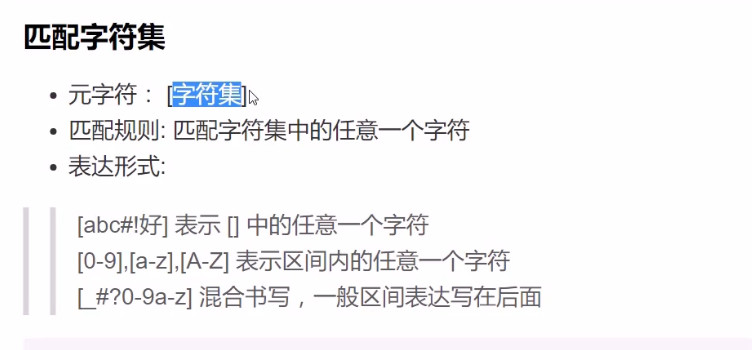 匹配字符集
• 元字符： [字符集]
• 匹配规则: 匹配字符集中的任意一个字符
• 表达形式:
[abc#!好] 表示 [] 中的任意一个字符
[0-9],[a-z],[A-Z] 表示区间内的任意一个字符
[_#?0-9a-z] 混合书写，一般区间表达写在后面